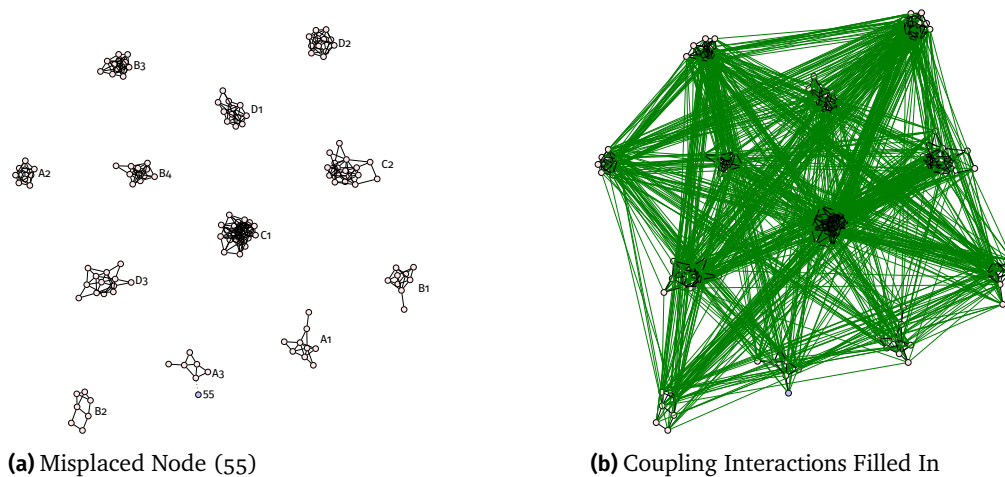 D2
B3
D1
C2
A2
B4
C1
D3
B1
A1
A3
55
B2
(a) Misplaced Node (55)
(b) Coupling Interactions Filled In